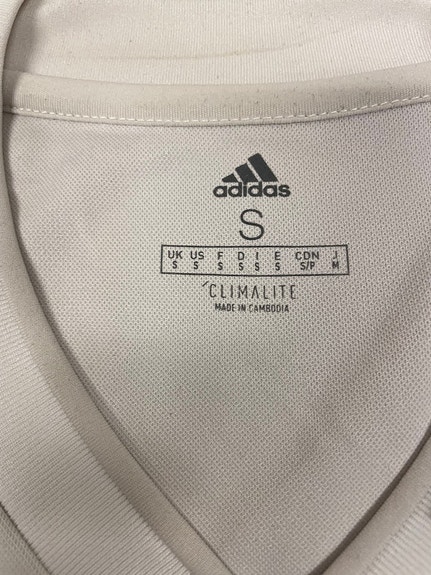 adidas
S
UK US F D I E CDN J
S S S S S S S/P M
CLIMALITE
MADE IN CAMBODIA